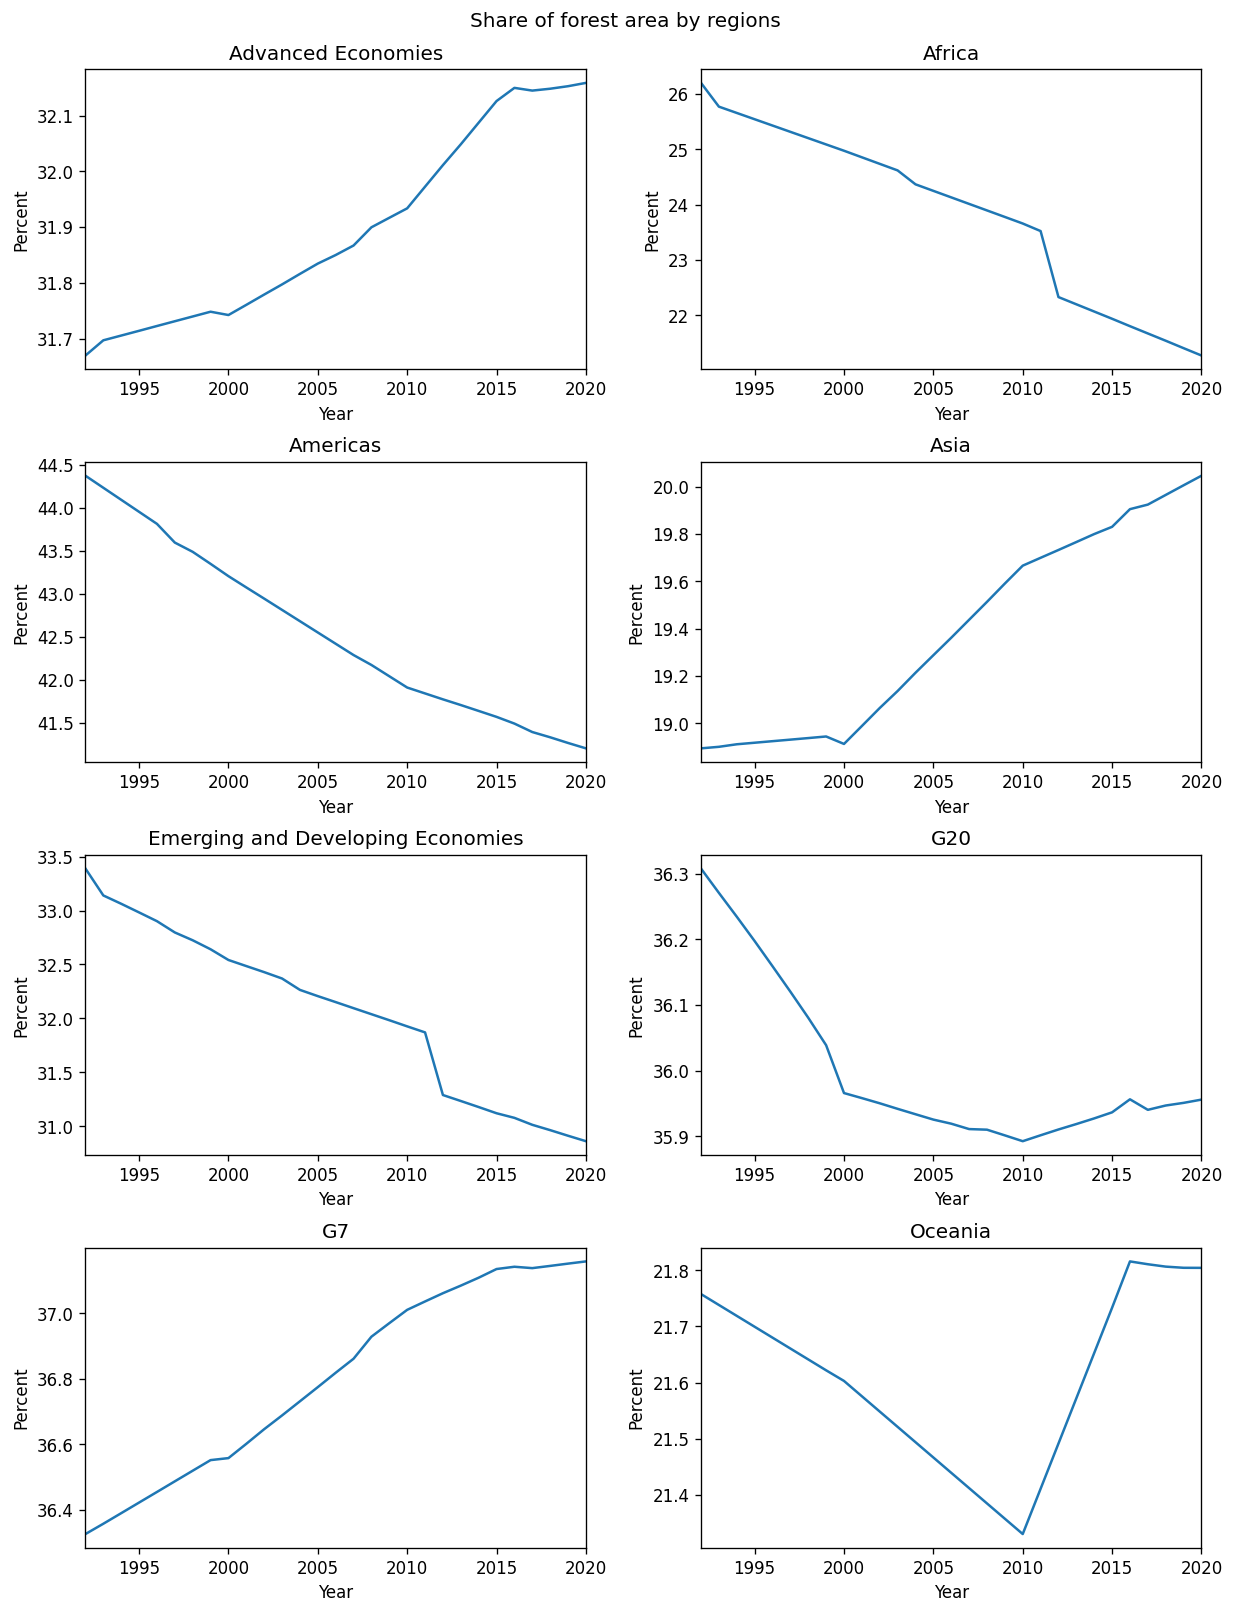 Share of forest area by regions
Advanced Economies
32.1
32.0
31.9
31.8
31.7
Percent
1995 2000 2005 2010 2015 2020
Year
Africa
26
25
24
23
22
Percent
1995 2000 2005 2010 2015 2020
Year
Americas
44.5
44.0
43.5
43.0
42.5
42.0
41.5
Percent
1995 2000 2005 2010 2015 2020
Year
Asia
20.0
19.8
19.6
19.4
19.2
19.0
Percent
1995 2000 2005 2010 2015 2020
Year
Emerging and Developing Economies
33.5
33.0
32.5
32.0
31.5
31.0
Percent
1995 2000 2005 2010 2015 2020
Year
G20
36.3
36.2
36.1
36.0
35.9
Percent
1995 2000 2005 2010 2015 2020
Year
G7
37.0
36.8
36.6
36.4
Percent
1995 2000 2005 2010 2015 2020
Year
Oceania
21.8
21.7
21.6
21.5
21.4
Percent
1995 2000 2005 2010 2015 2020
Year